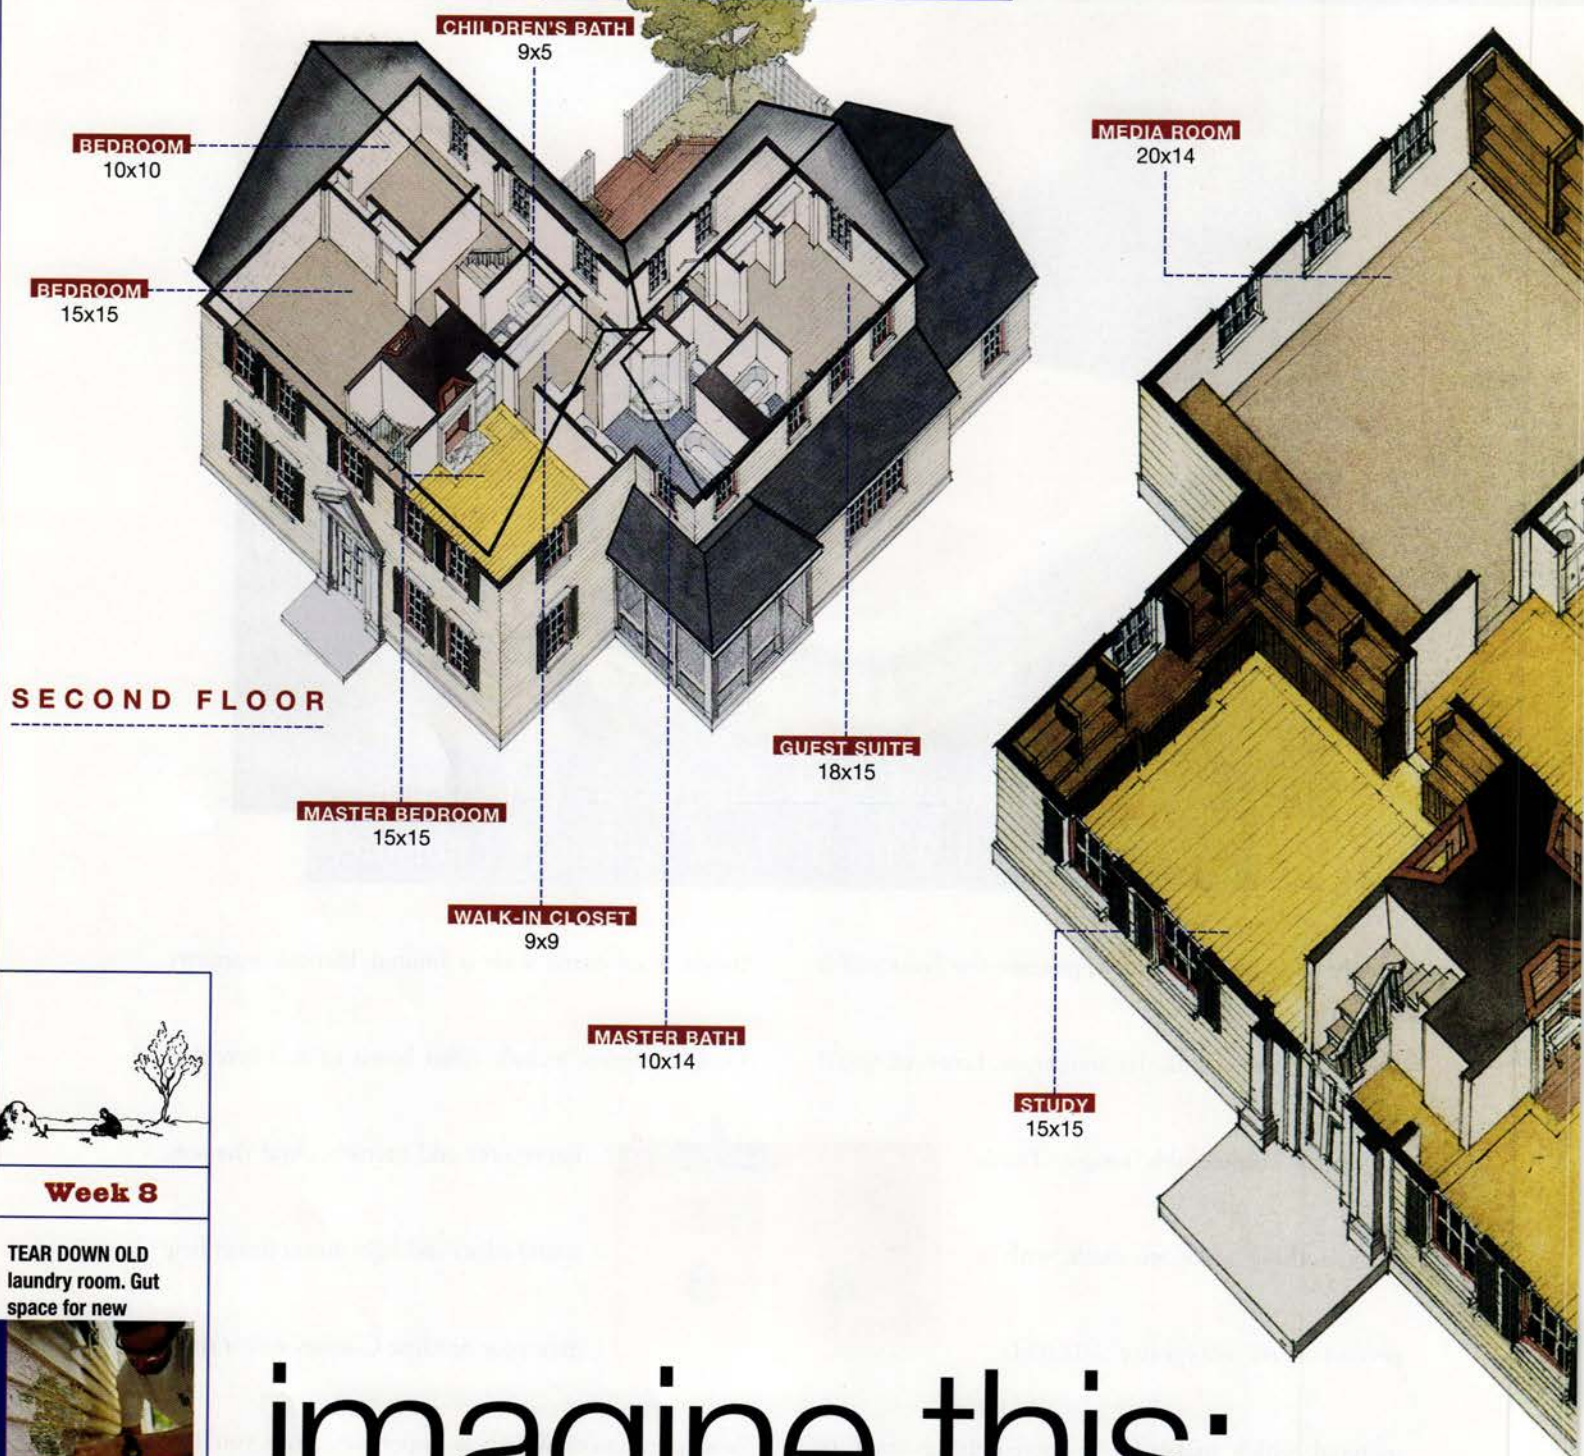 CHILDREN'S BATH
9x5
BEDROOM
10x10
BEDROOM
15x15
MEDIA ROOM
20x14
SECOND FLOOR
GUEST SUITE
18x15
MASTER BEDROOM
15x15
WALK-IN CLOSET
9x9
MASTER BATH
10x14
STUDY
15x15
Week 8
TEAR DOWN OLD
laundry room. Gut
space for new
imagine this: